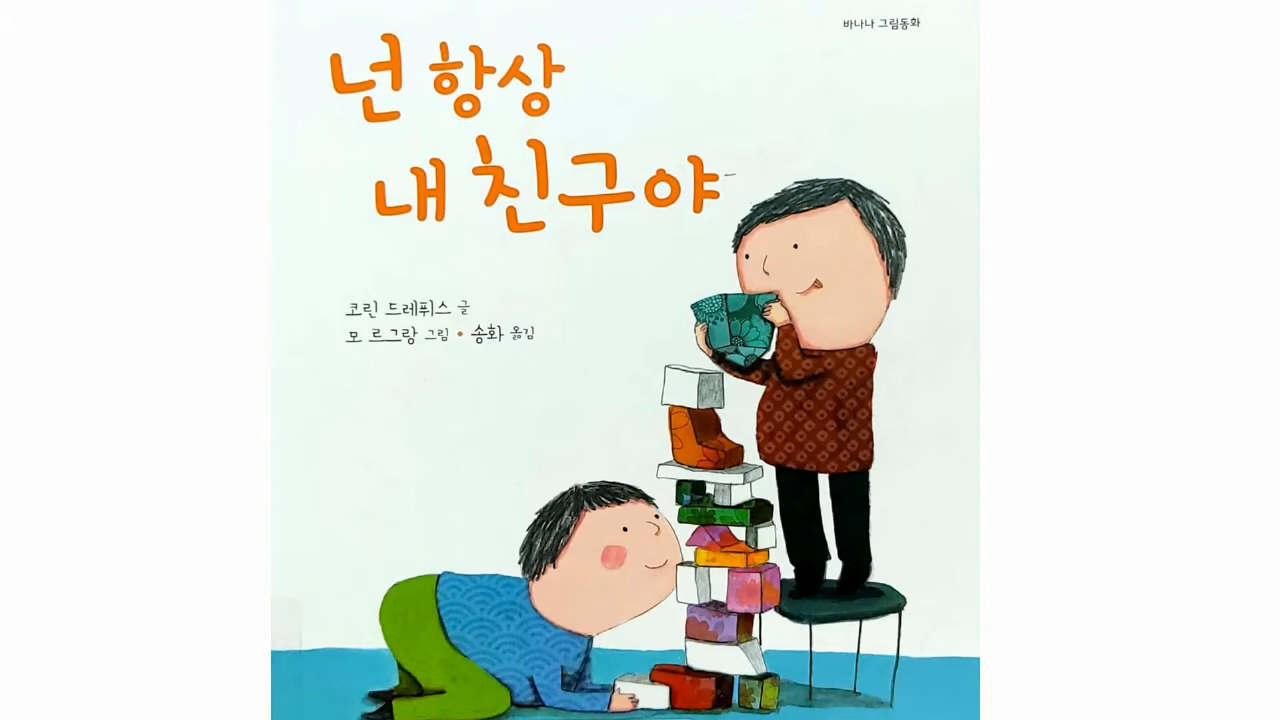 바나나 그림동화
넌 항상
내 친구야
코린 드레퓌스 글
모 르그랑 그림 • 송화 옮김